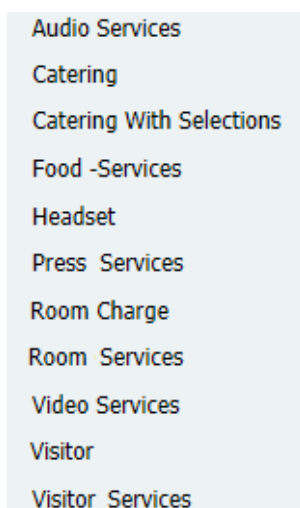 Audio Services
Catering
Catering With Selections
Food -Services
Headset
Press Services
Room Charge
Room Services
Video Services
Visitor
Visitor Services